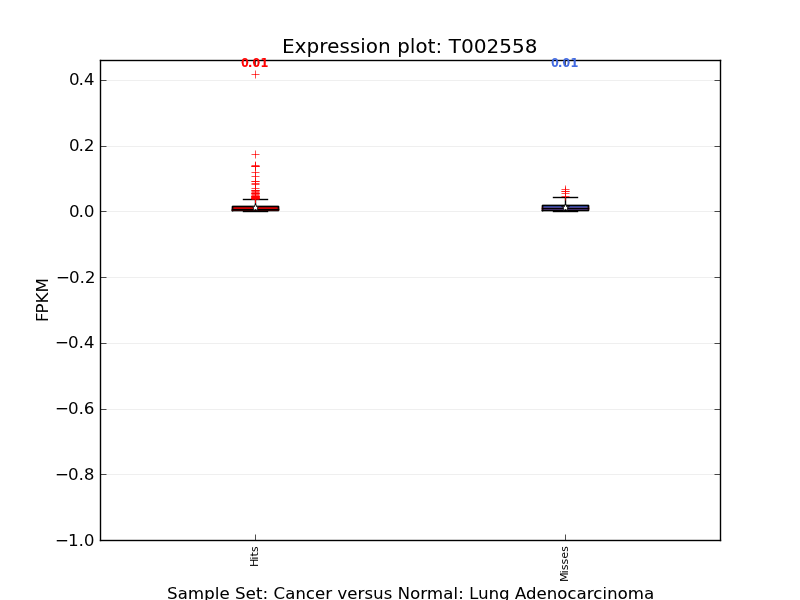 Expression plot: T002558
0.01
0.01
0.4
0.2
0.0
−0.2
−0.4
−0.6
−0.8
−1.0
FPKM
Hits
Misses
Sample Set: Cancer versus Normal: Lung Adenocarcinoma